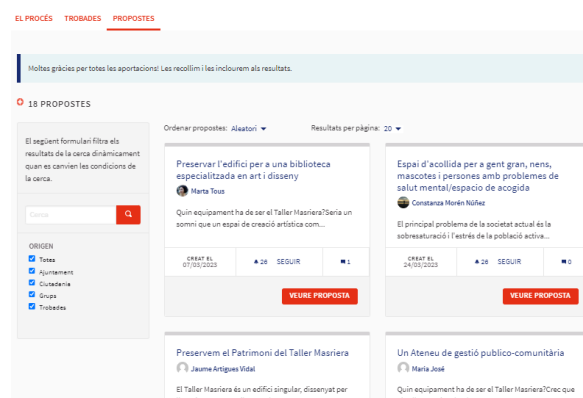 EL PROCÉS TROBADES PROPOSTES
Moltes gràcies per totes les aportacions! Les recollim i les inclourem als resultats.
18 PROPOSTES
El següent formulari filtra els
resultats de la cerca dinàmicament
quan es canvien les condicions de
la cerca.
Cerca
ORIGEN
Totes
Ajuntament
Ciutadania
Grups
Trobades
Ordenar propostes: Aleatori Resultats per pàgina: 20
Preservar l'edifici per a una biblioteca
especialitzada en art i disseny
Marta Tous
Quin equipament ha de ser el Taller Masriera?Seria un
somni que un espai de creació artística com...
CREAT EL
07/03/2023
26 SEGUIR
1
VEURE PROPOSTA
Espai d'acollida per a gent gran, nens,
mascotes i persones amb problemes de
salut mental/espacio de acogida
Constanza Morén Núñez
El principal problema de la societat actual és la
sobresaturació i l'estrés de la població activa...
CREAT EL
24/03/2023
26 SEGUIR
0
VEURE PROPOSTA
Preservem el Patrimoni del Taller Masriera
Jaume Artigues Vidal
El Taller Masriera és un edifici singular, dissenyat per
Un Ateneu de gestió publico-comunitària
Maria José
Quin equipament ha de ser el Taller Masriera?Crec que